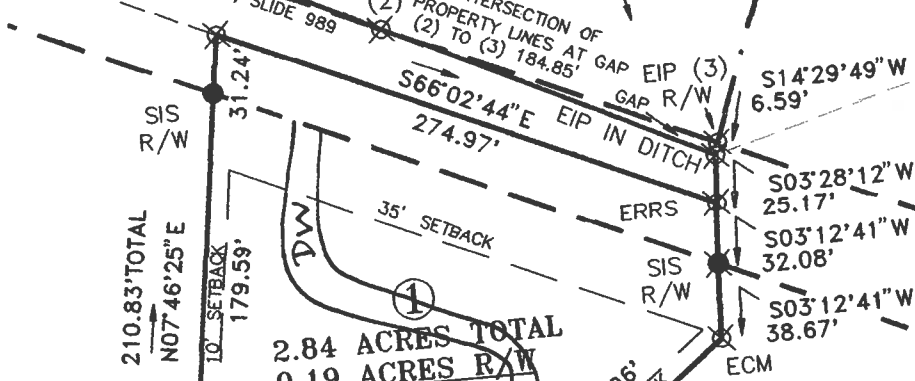 SLIDE 989
(2)
INTERSECTION OF
PROPERTY LINES AT GAP
(2) TO (3) 184.85'
EIP (3)
R/W
S14°29'49"W
6.59'
GAP
EIP IN DITCH
S66°02'44"E
274.97'
31.24'
SIS
R/W
S03°28'12"W
25.17'
ERRS
S03°12'41"W
32.08'
SIS
R/W
S03°12'41"W
38.67'
ECM
35' SETBACK
DW
210.83'TOTAL
N07°46'25"E
10' SETBACK
179.59'
1
2.84 ACRES TOTAL
0.19 ACRES R/W